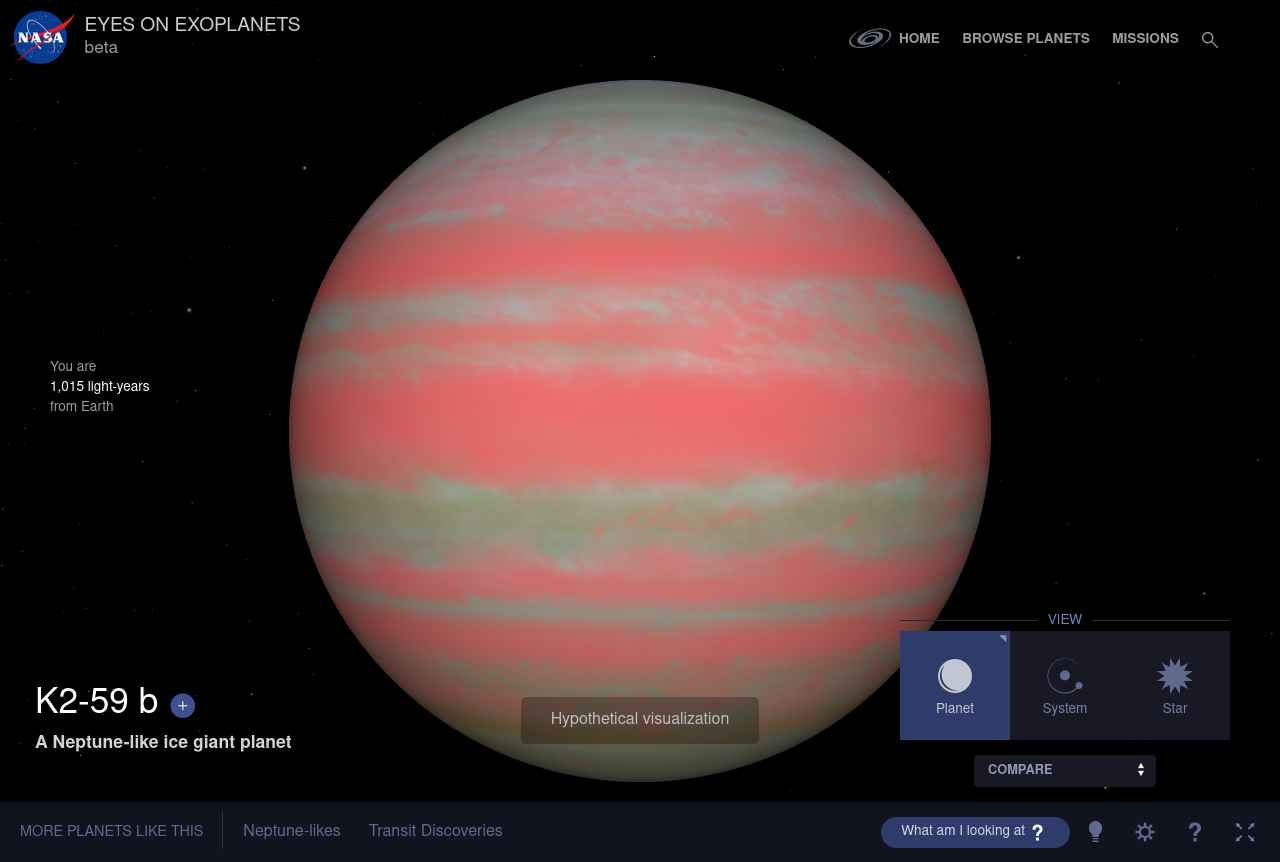 NASA
EYES ON EXOPLANETS
beta
HOME
BROWSE PLANETS
MISSIONS
You are
1,015 light-years
from Earth
VIEW
Planet
System
Star
K2-59 b +
A Neptune-like ice giant planet
Hypothetical visualization
COMPARE
MORE PLANETS LIKE THIS
Neptune-likes
Transit Discoveries
What am I looking at ?
?